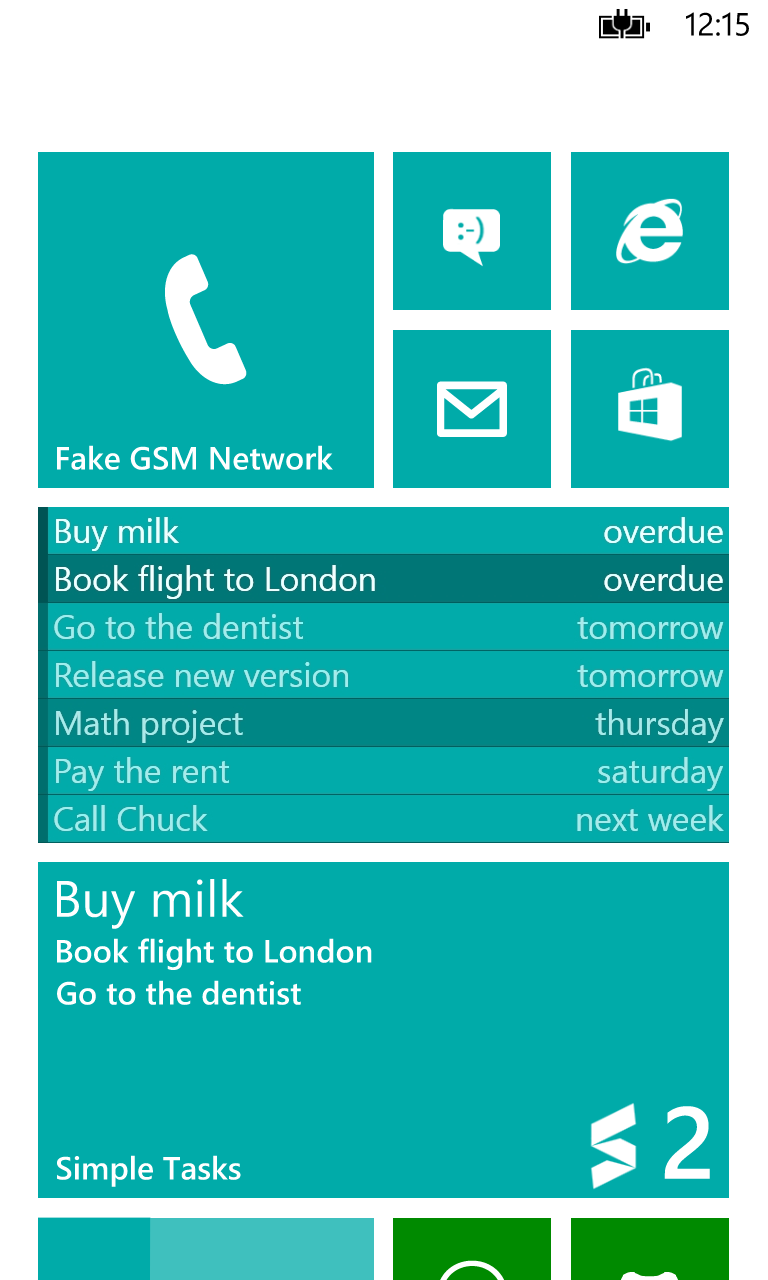 12:15
:-)
Fake GSM Network
Buy milk overdue
Book flight to London overdue
Go to the dentist tomorrow
Release new version tomorrow
Math project thursday
Pay the rent saturday
Call Chuck next week
Buy milk
Book flight to London
Go to the dentist
Simple Tasks 2